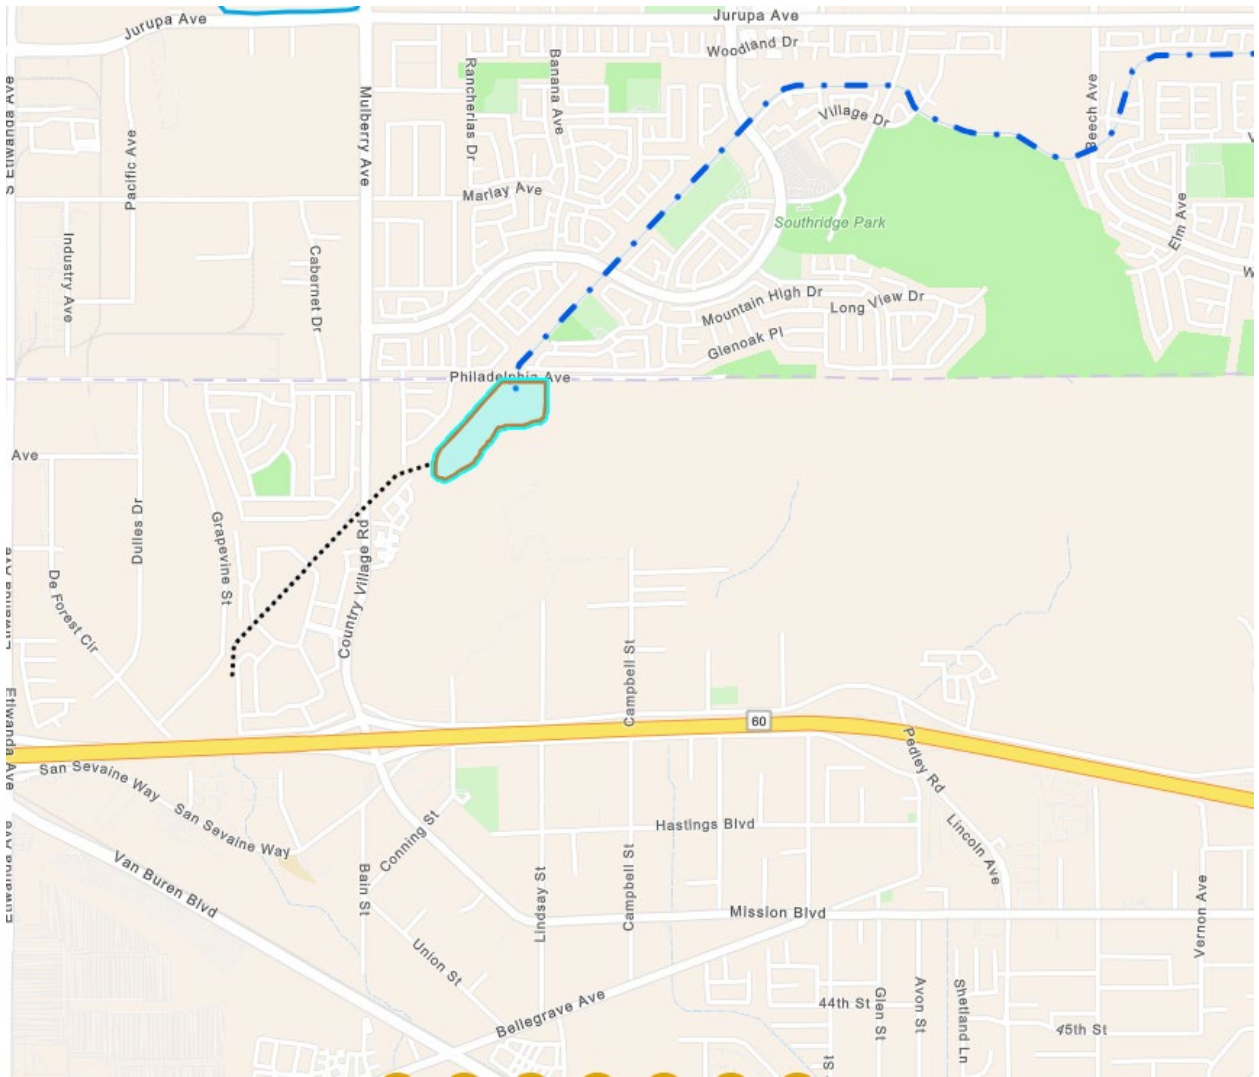 Jurupa Ave
Jurupa Ave
Woodland Dr
S Etiwanda Ave
Pacific Ave
Mulberry Ave
Rancherias Dr
Banana Ave
Village Dr
Beech Ave
Marlay Ave
Southridge Park
Elm Ave
Industry Ave
Cabernet Dr
Mountain High Dr
Long View Dr
Glenoak Pl
Philadelphia Ave
Ave
Dulles Dr
Grapevine St
De Forest Cir
Country Village Rd
Campbell St
60
Etiwanda Ave
San Sevaine Way
San Sevaine Way
Pedley Rd
Lincoln Ave
Hastings Blvd
Conning St
Van Buren Blvd
Bain St
Lindsay St
Campbell St
Mission Blvd
Vernon Ave
Union St
Bellegrave Ave
44th St
Glen St
Avon St
Shetland Ln
45th St
St